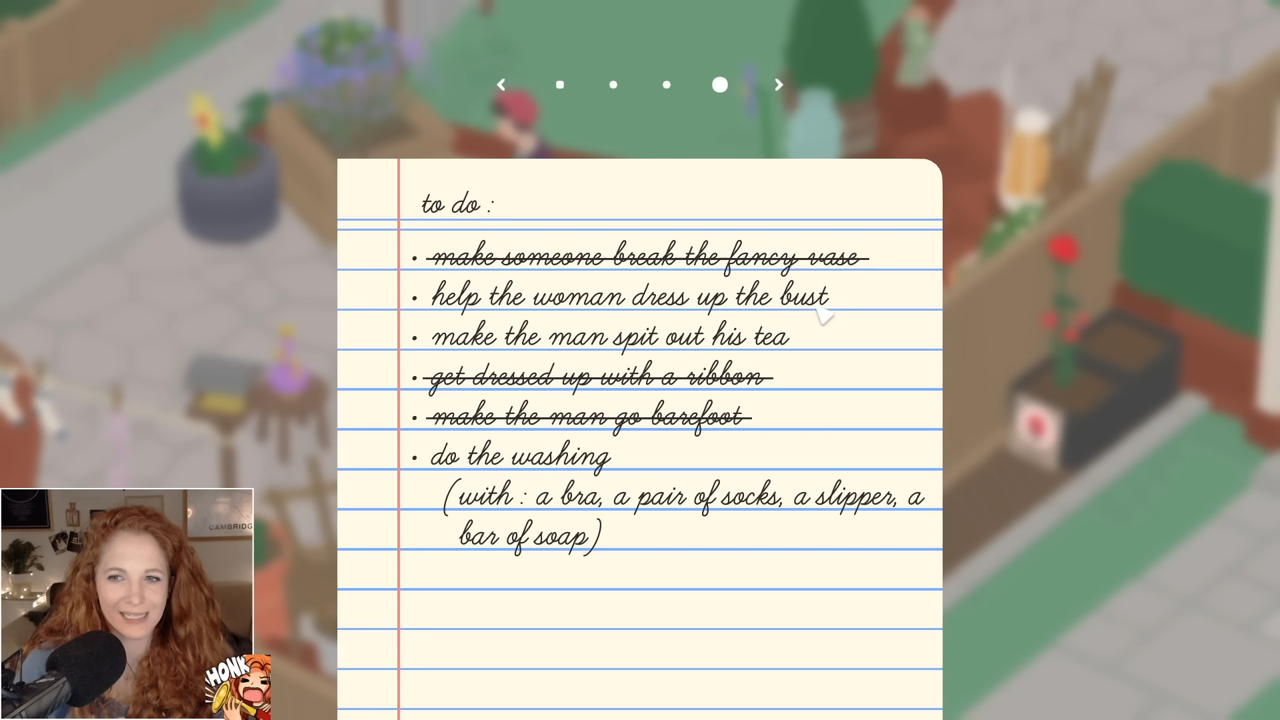 to do :
• make someone break the fancy vase
• help the woman dress up the bust
• make the man spit out his tea
• get dressed up with a ribbon
• make the man go barefoot
• do the washing
(with : a bra, a pair of socks, a slipper, a
bar of soap)
CAMBRIDG
HONK